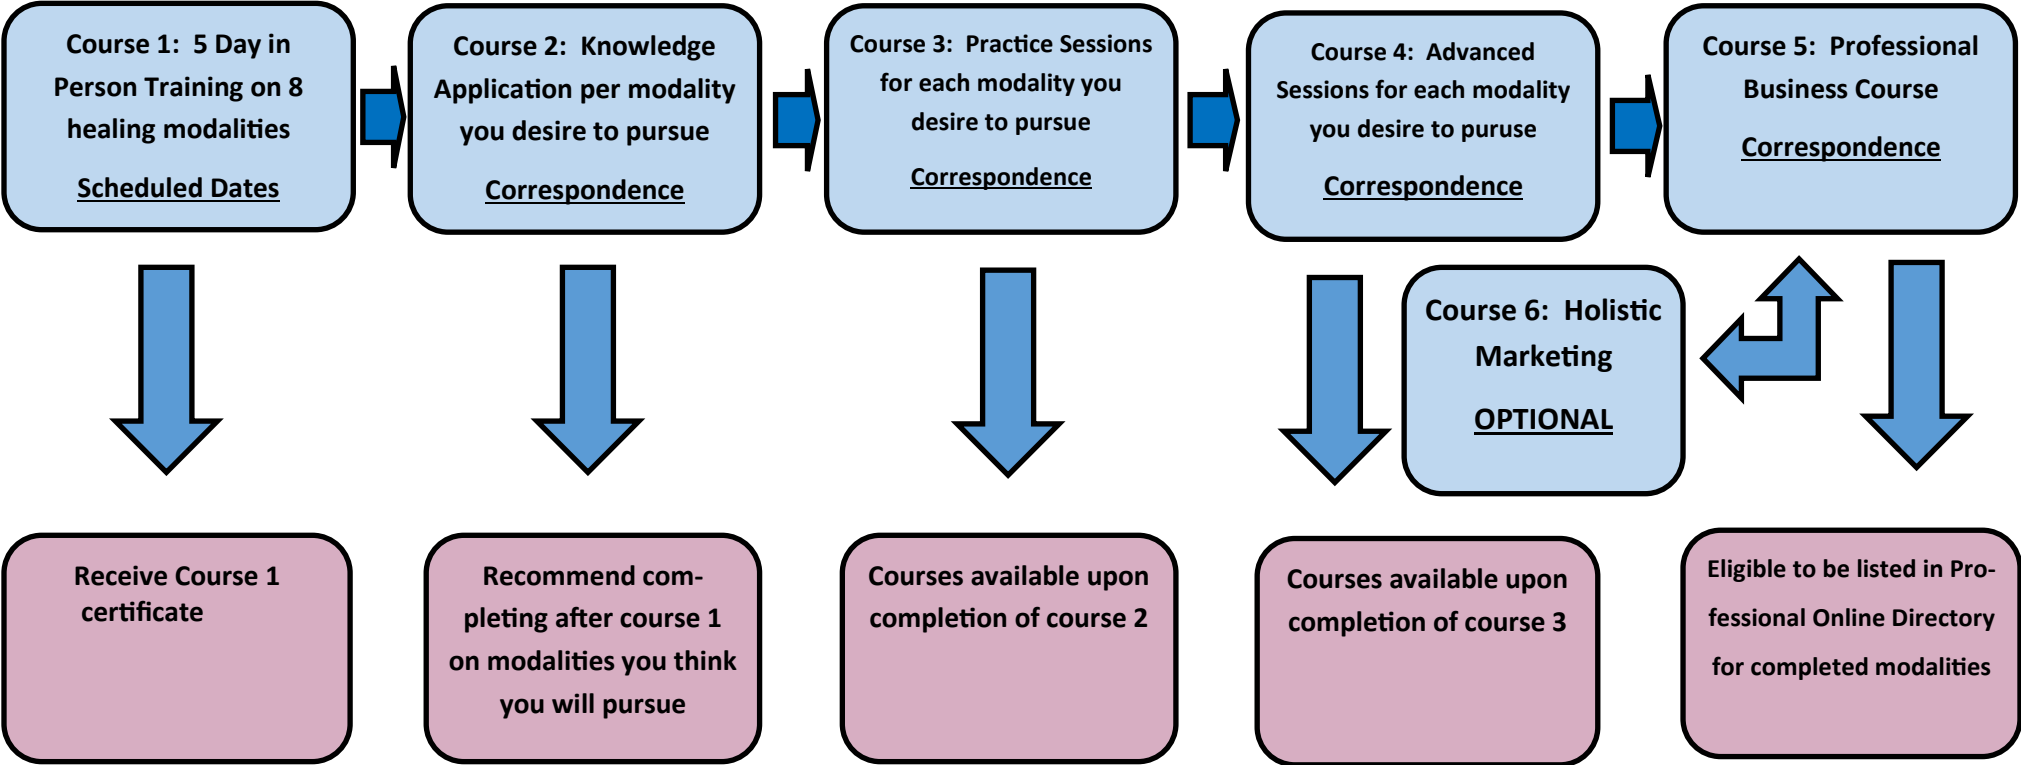 Course 1:  5 Day in
Person Training on 8
healing modalities
Scheduled Dates
Course 2:  Knowledge
Application per modality
you desire to pursue
Correspondence
Course 3:  Practice Sessions
for each modality you
desire to pursue
Correspondence
Course 4:  Advanced
Sessions for each modality
you desire to puruse
Correspondence
Course 5:  Professional
Business Course
Correspondence
Course 6:  Holistic
Marketing
OPTIONAL
Receive Course 1
certificate
Recommend com-
pleting after course 1
on modalities you think
you will pursue
Courses available upon
completion of course 2
Courses available upon
completion of course 3
Eligible to be listed in Pro-
fessional Online Directory
for completed modalities